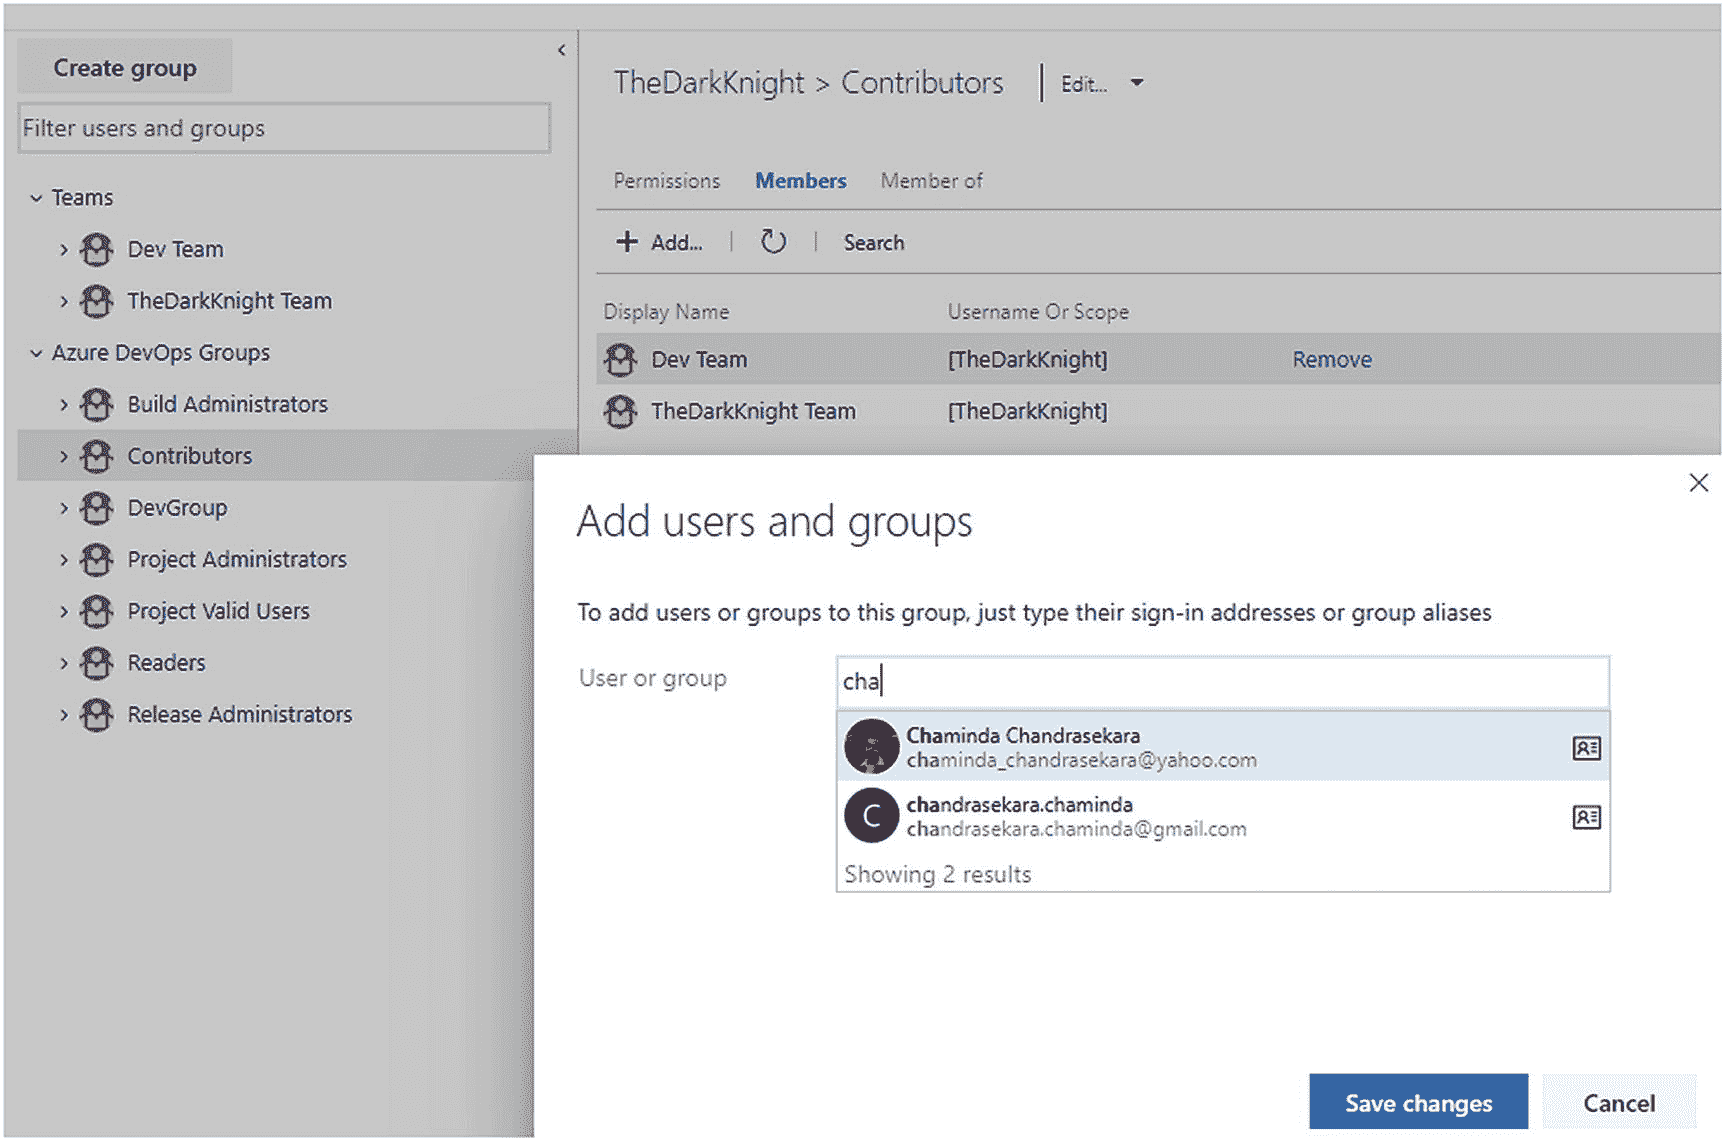 Create group
Filter users and groups
Teams
Dev Team
TheDarkKnight Team
Azure DevOps Groups
Build Administrators
Contributors
DevGroup
Project Administrators
Project Valid Users
Readers
Release Administrators
TheDarkKnight > Contributors Edit...
Permissions Members Member of
+ Add... Search
Display Name Username Or Scope
Dev Team [TheDarkKnight] Remove
TheDarkKnight Team [TheDarkKnight]
Add users and groups
To add users or groups to this group, just type their sign-in addresses or group aliases
User or group cha
Chaminda Chandrasekara
chaminda_chandrasekara@yahoo.com
C chandrasekara.chaminda
chandrasekara.chaminda@gmail.com
Showing 2 results
Save changes Cancel